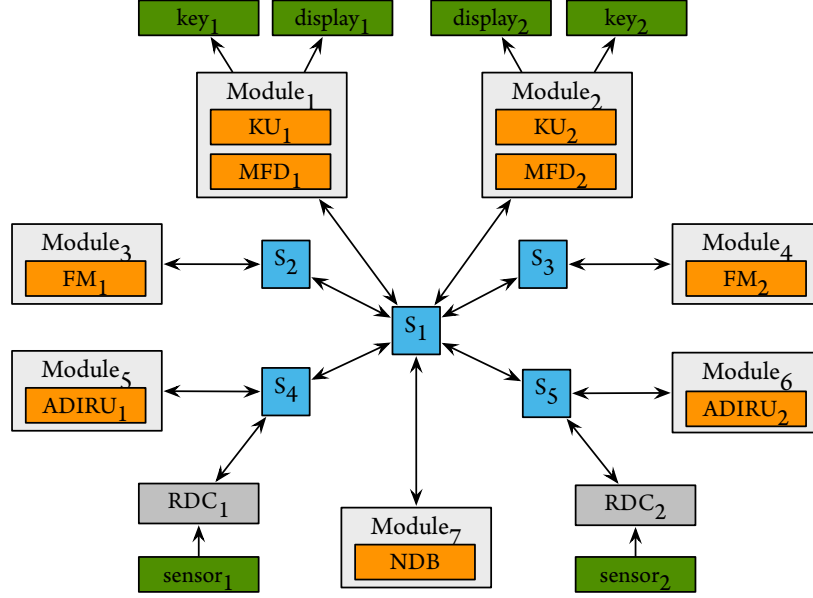 key₁ display₁ display₂ key₂
Module₁ Module₂
KU₁ KU₂
MFD₁ MFD₂
Module₃ S₂ S₃ Module₄
FM₁ FM₂
S₁
Module₅ S₄ S₅ Module₆
ADIRU₁ ADIRU₂
RDC₁ RDC₂
Module₇
NDB
sensor₁ sensor₂